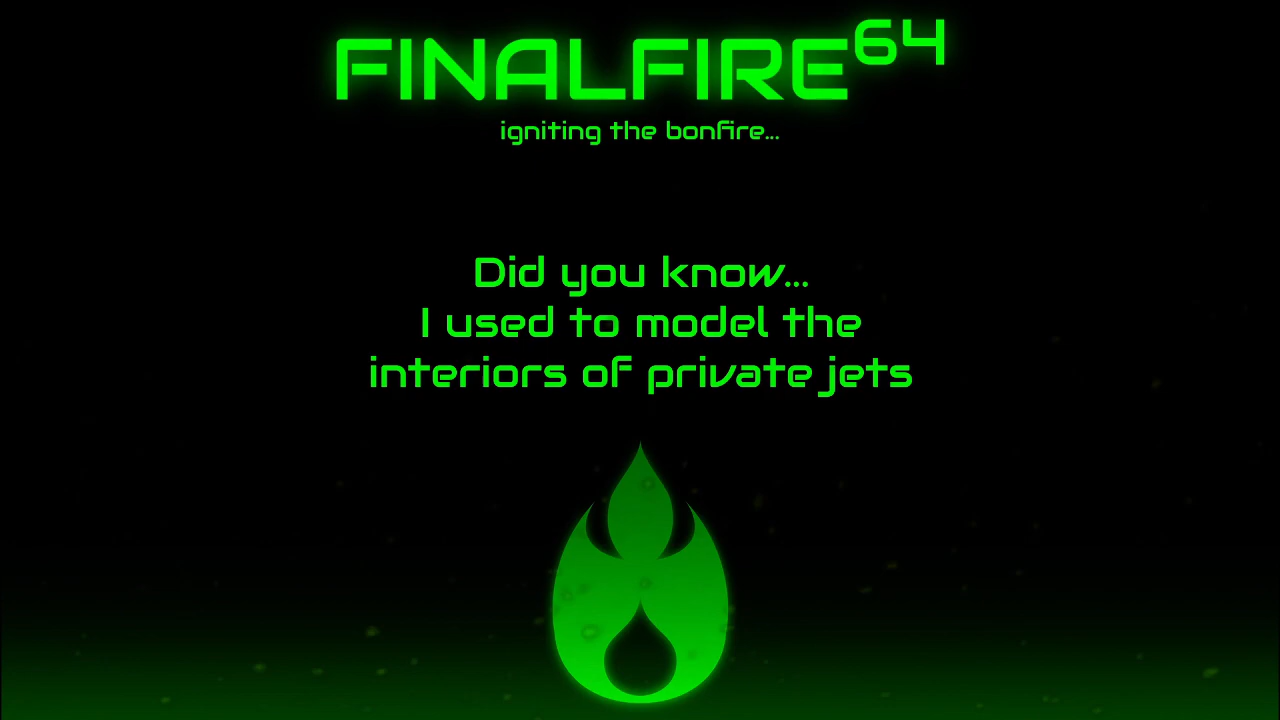 FINALFIRE64
igniting the bonfire...
Did you know...
I used to model the
interiors of private jets